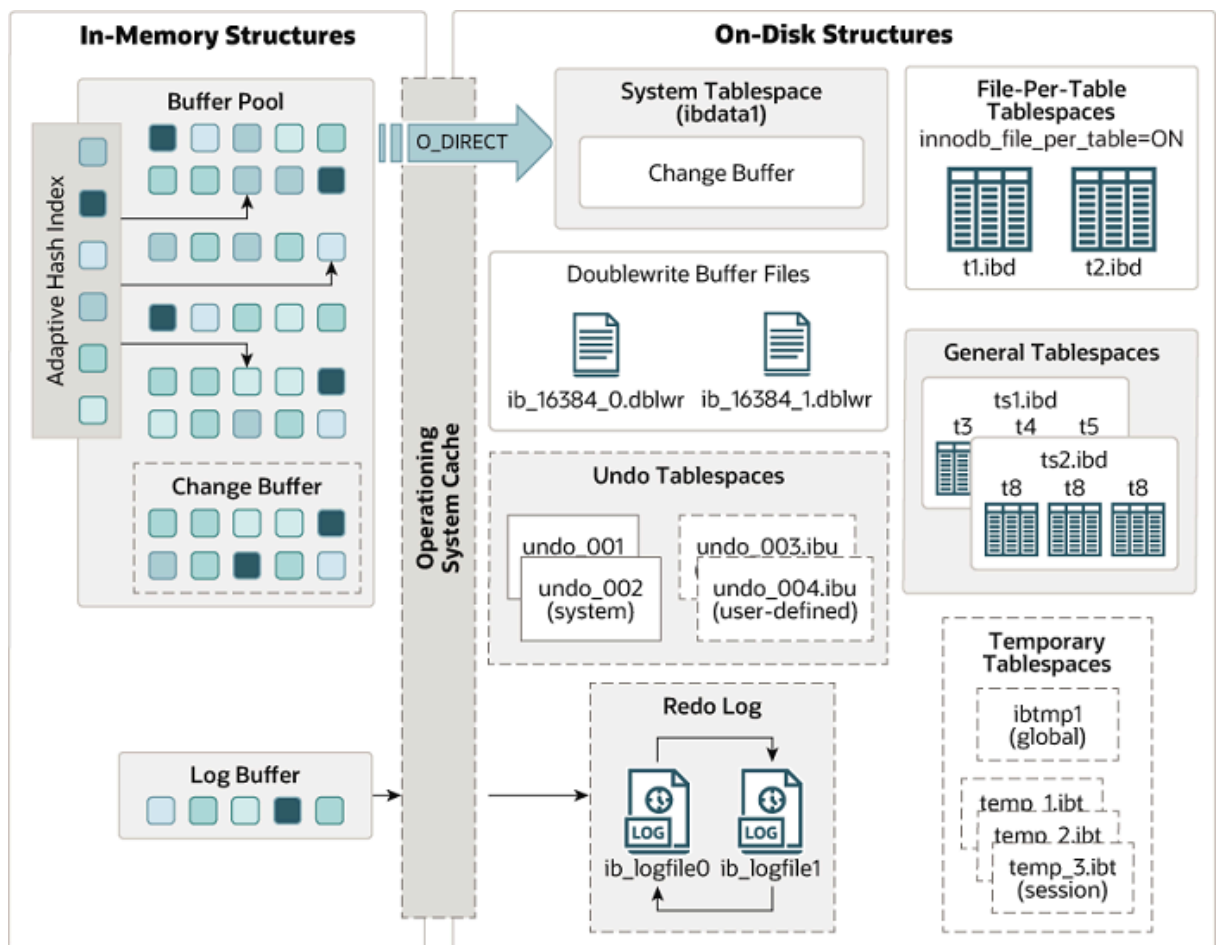 In-Memory Structures
Buffer Pool
Adaptive Hash Index
Change Buffer
Log Buffer
Operationing
System Cache
O_DIRECT
On-Disk Structures
System Tablespace
(ibdata1)
Change Buffer
Doublewrite Buffer Files
ib_16384_0.dblwr
ib_16384_1.dblwr
Undo Tablespaces
undo_001
undo_002
(system)
undo_003.ibu
undo_004.ibu
(user-defined)
Redo Log
LOG
LOG
ib_logfile0
ib_logfile1
File-Per-Table
Tablespaces
innodb_file_per_table=ON
t1.ibd
t2.ibd
General Tablespaces
ts1.ibd
t3 t4 t5
ts2.ibd
t8 t8 t8
Temporary
Tablespaces
ibtmp1
(global)
temp_1.ibt
temp_2.ibt
temp_3.ibt
(session)